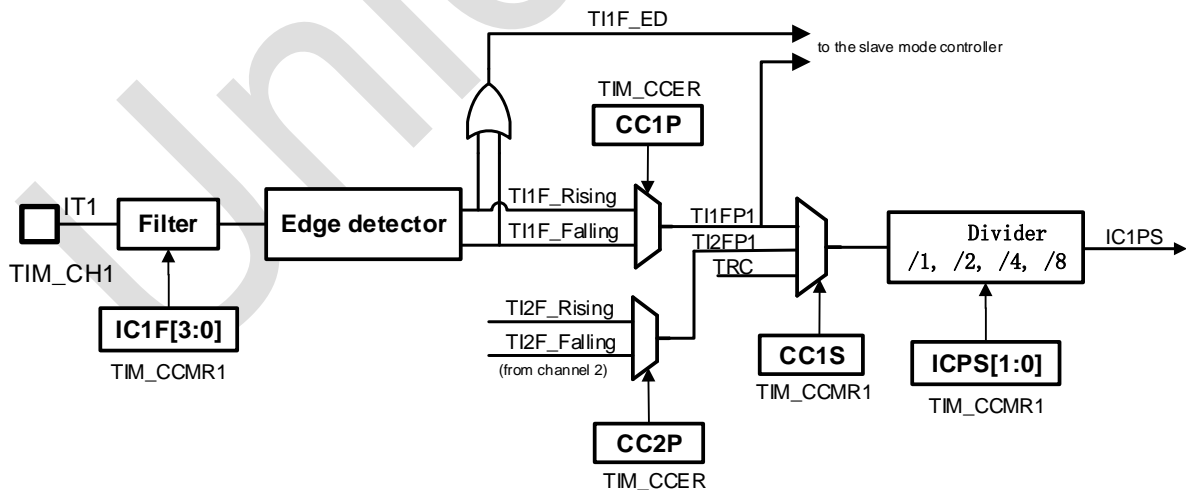 TI1F_ED
to the slave mode controller
TIM_CCER
CC1P
IT1
Filter
Edge detector
TI1F_Rising
TI1F_Falling
TI1FP1
TI2FP1
TRC
Divider
/1, /2, /4, /8
IC1PS
TIM_CH1
IC1F[3:0]
TIM_CCMR1
TI2F_Rising
TI2F_Falling
(from channel 2)
CC1S
TIM_CCMR1
ICPS[1:0]
TIM_CCMR1
CC2P
TIM_CCER